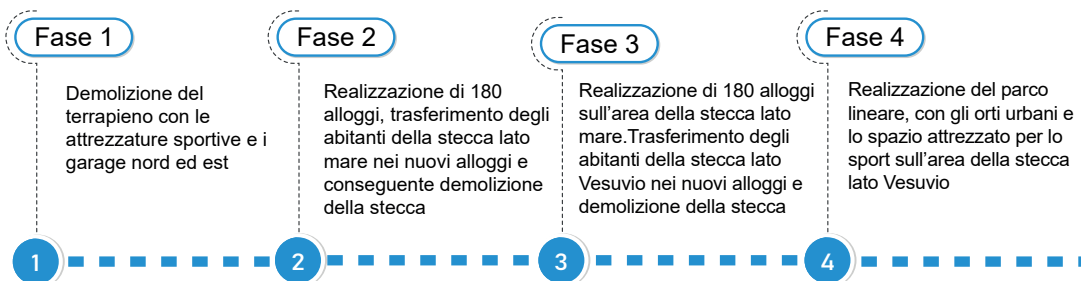 Fase 1
Demolizione del
terrapieno con le
attrezzature sportive e i
garage nord ed est
Fase 2
Realizzazione di 180
alloggi, trasferimento degli
abitanti della stecca lato
mare nei nuovi alloggi e
conseguente demolizione
della stecca
Fase 3
Realizzazione di 180 alloggi
sull’area della stecca lato
mare.Trasferimento degli
abitanti della stecca lato
Vesuvio nei nuovi alloggi e
demolizione della stecca
Fase 4
Realizzazione del parco
lineare, con gli orti urbani e
lo spazio attrezzato per lo
sport sull’area della stecca
lato Vesuvio
1
2
3
4